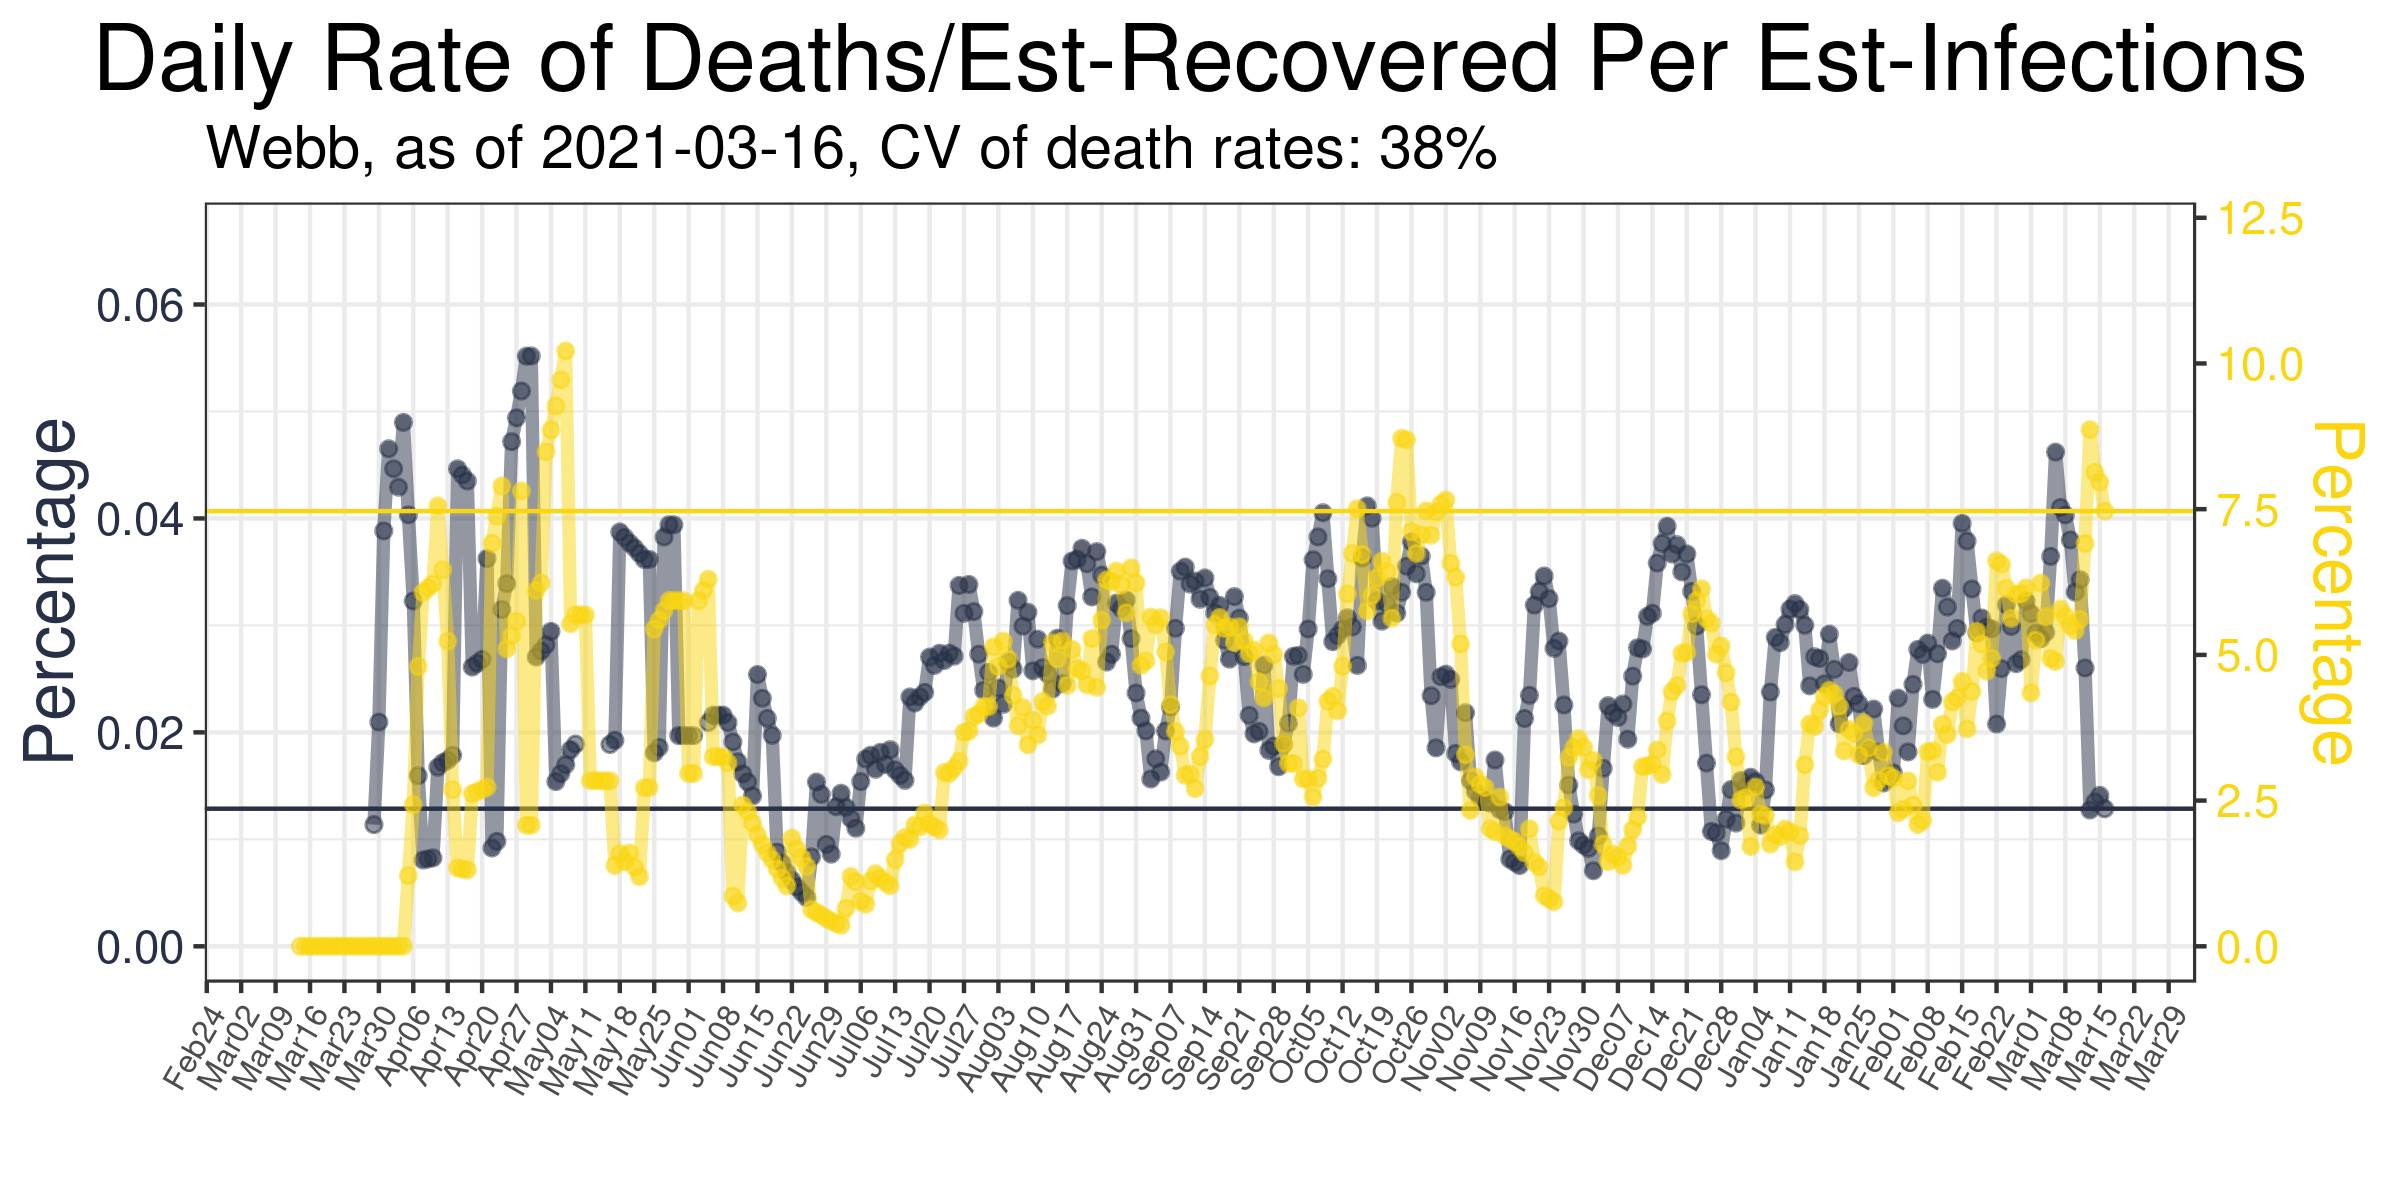 Daily Rate of Deaths/Est-Recovered Per Est-Infections
Webb, as of 2021-03-16, CV of death rates: 38%
Percentage
0.06
0.04
0.02
0.00
12.5
10.0
7.5
5.0
2.5
0.0
Percentage
Feb24
Mar02
Mar09
Mar16
Mar23
Mar30
Apr06
Apr13
Apr20
Apr27
May04
May11
May18
May25
Jun01
Jun08
Jun15
Jun22
Jun29
Jul06
Jul13
Jul20
Jul27
Aug03
Aug10
Aug17
Aug24
Aug31
Sep07
Sep14
Sep21
Sep28
Oct05
Oct12
Oct19
Oct26
Nov02
Nov09
Nov16
Nov23
Nov30
Dec07
Dec14
Dec21
Dec28
Jan04
Jan11
Jan18
Jan25
Feb01
Feb08
Feb15
Feb22
Mar01
Mar08
Mar15
Mar22
Mar29